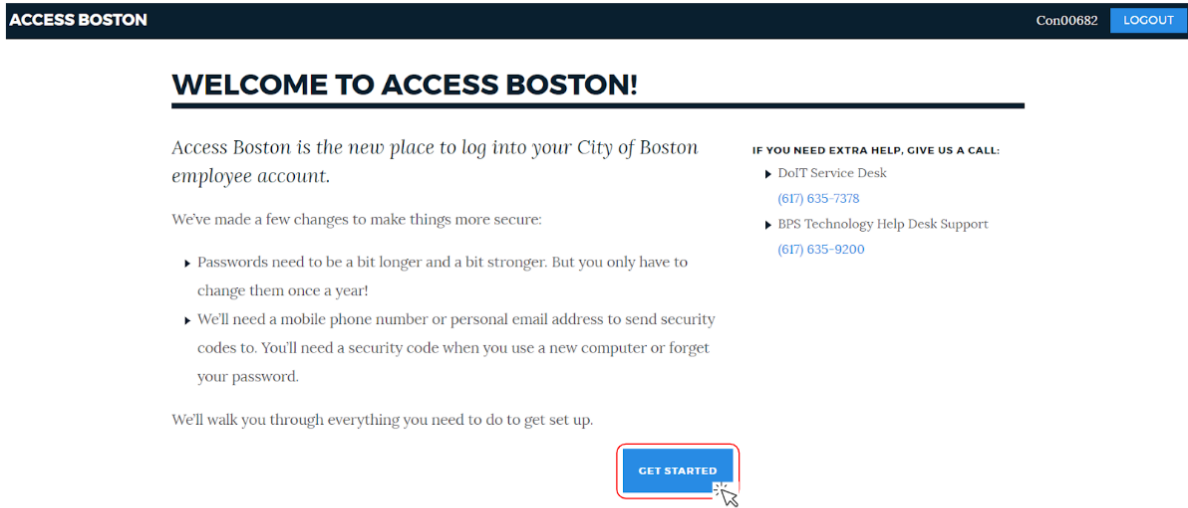 ACCESS BOSTON
Con00682
LOGOUT
WELCOME TO ACCESS BOSTON!
Access Boston is the new place to log into your City of Boston
employee account.
We've made a few changes to make things more secure:
Passwords need to be a bit longer and a bit stronger. But you only have to
change them once a year!
We'll need a mobile phone number or personal email address to send security
codes to. You'll need a security code when you use a new computer or forget
your password.
We'll walk you through everything you need to do to get set up.
GET STARTED
IF YOU NEED EXTRA HELP, GIVE US A CALL:
DoIT Service Desk
(617) 635-7378
BPS Technology Help Desk Support
(617) 635-9200